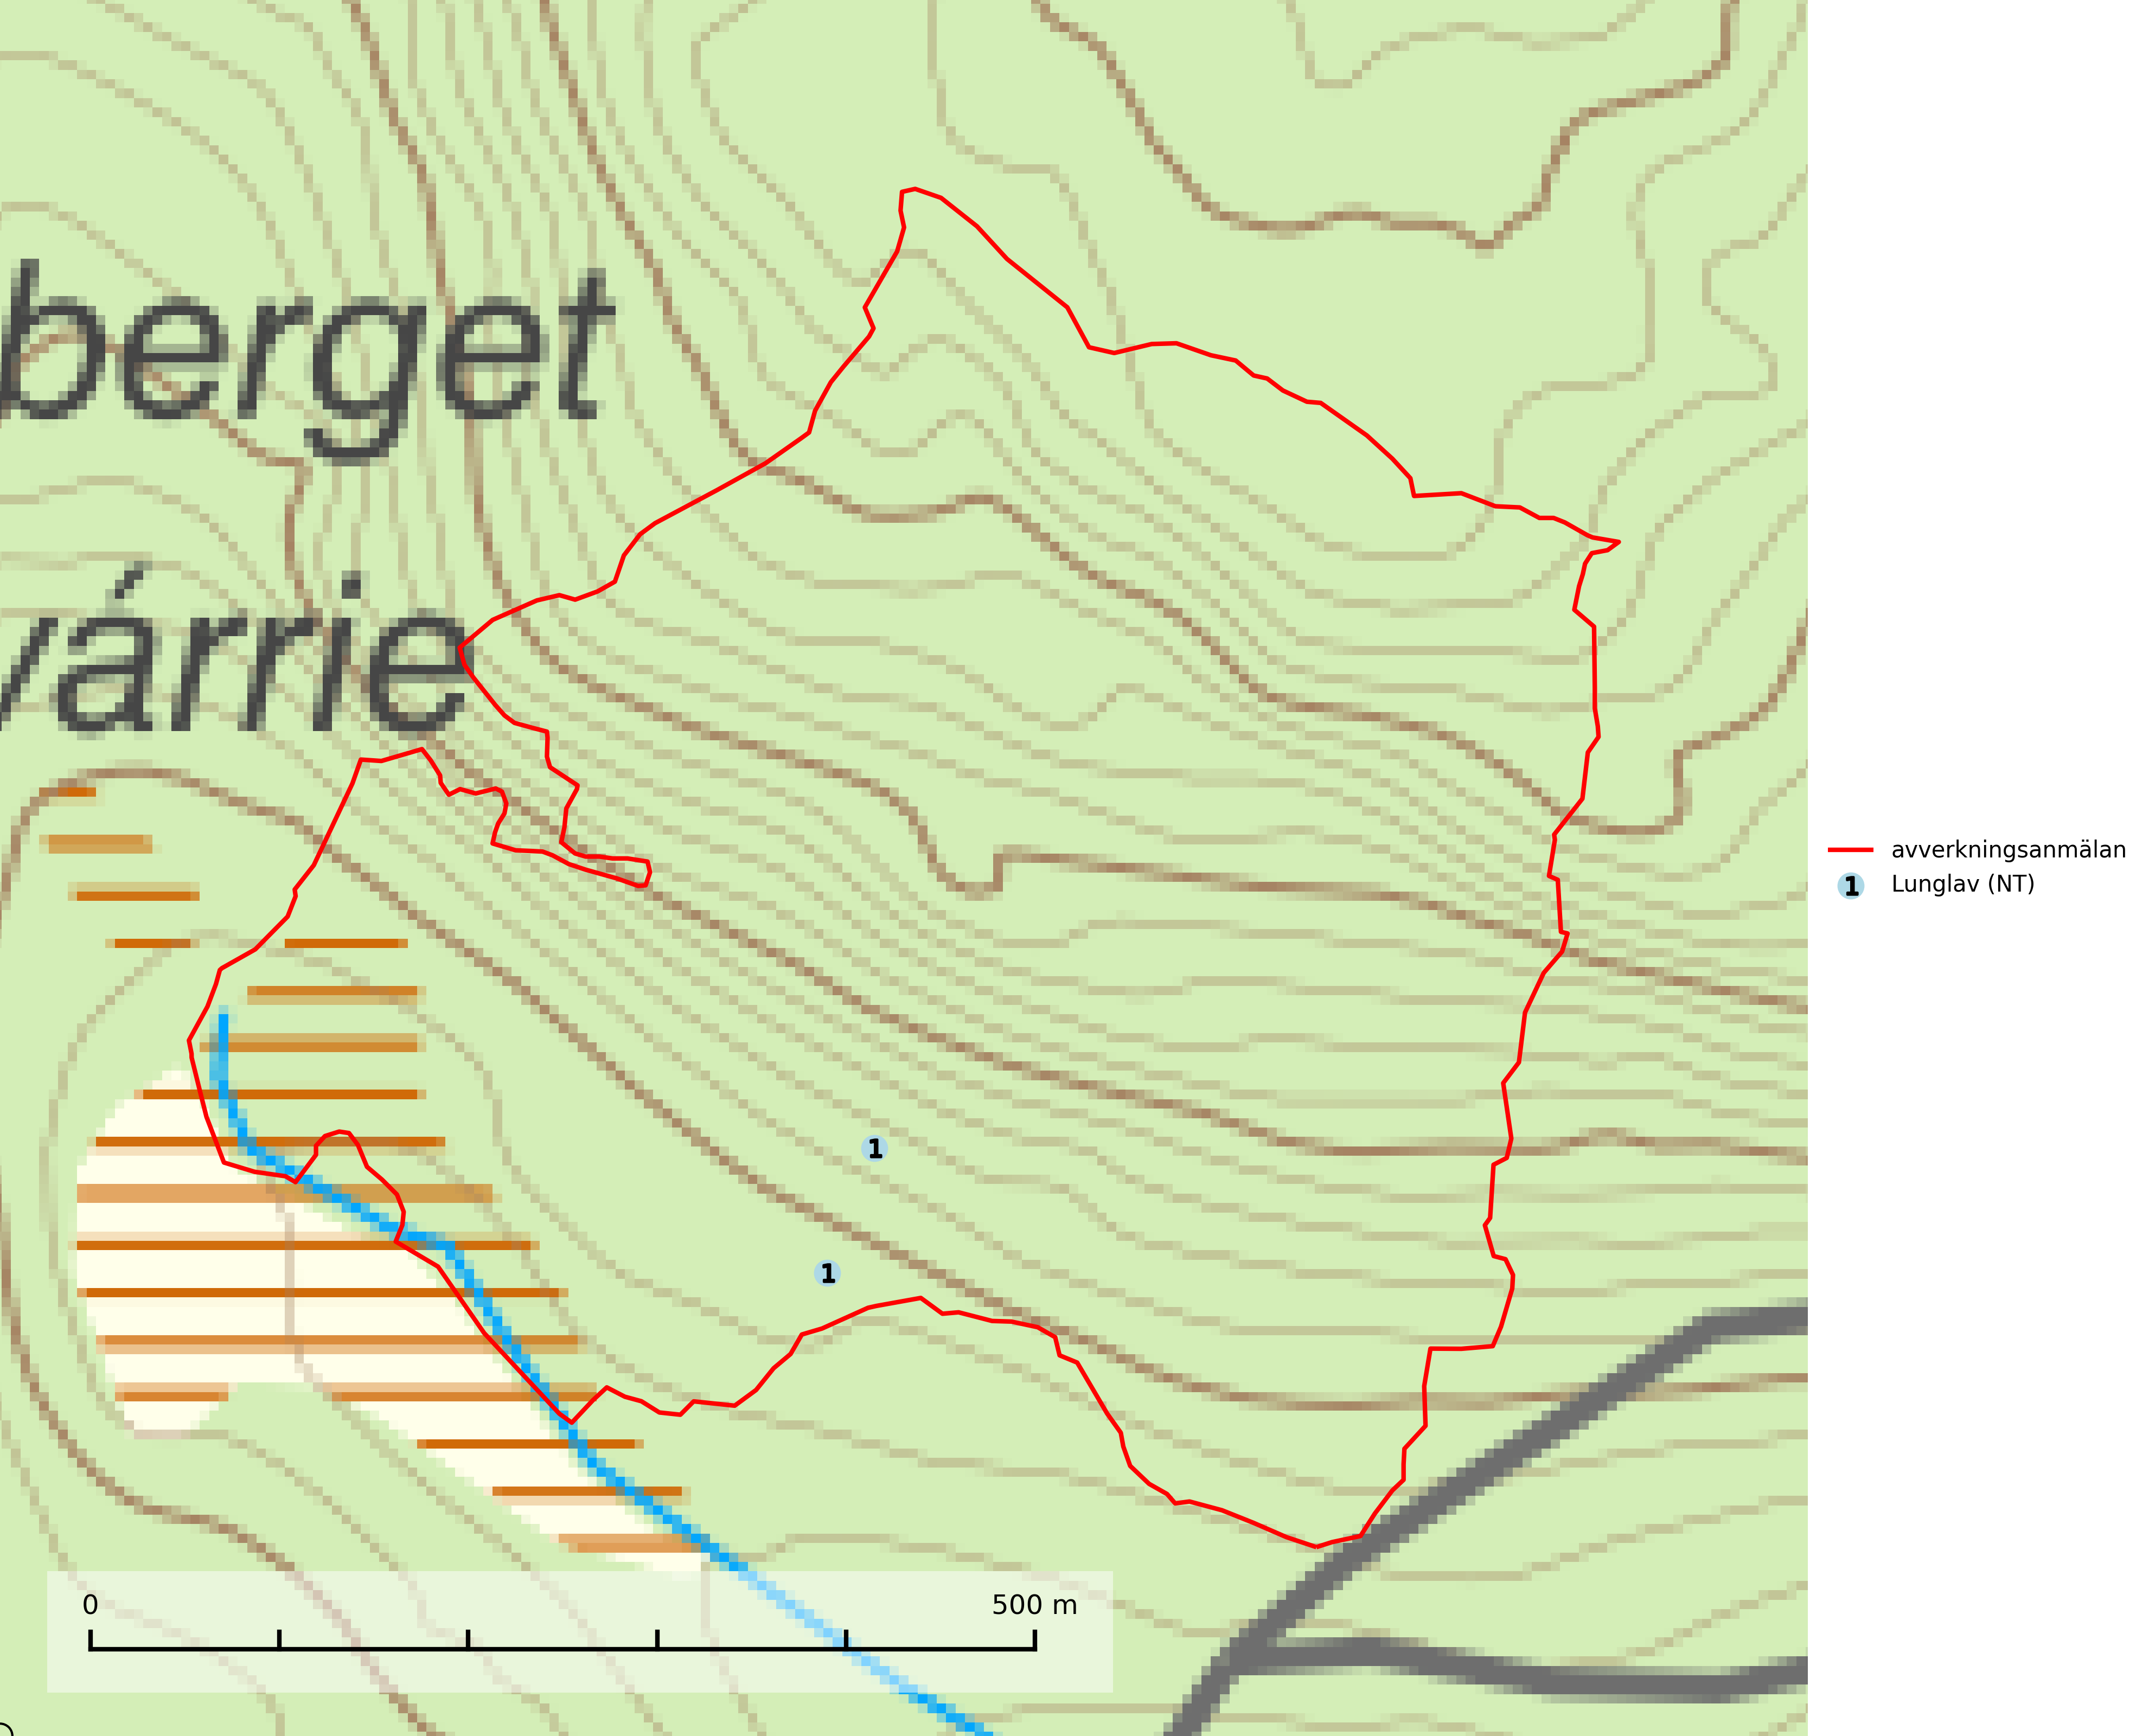 berget
várrie
1
1
0 500 m
avverkningsanmälan
1 Lunglav (NT)